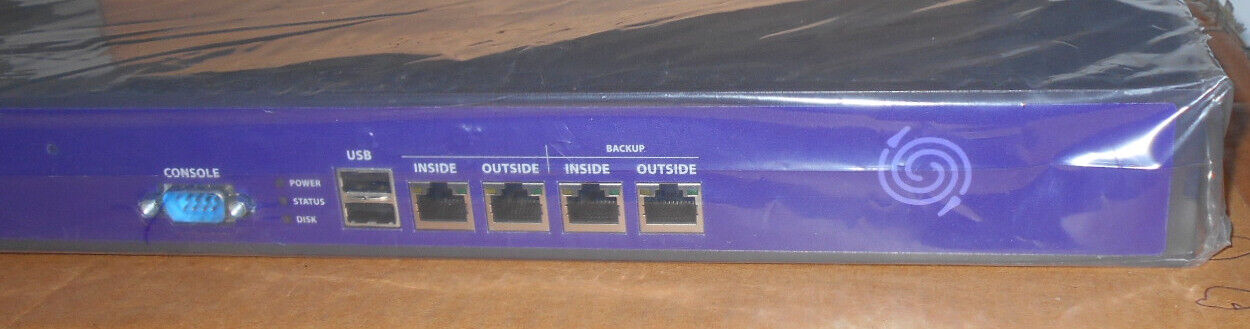 CONSOLE
POWER
STATUS
DISK
USB
BACKUP
INSIDE OUTSIDE INSIDE OUTSIDE